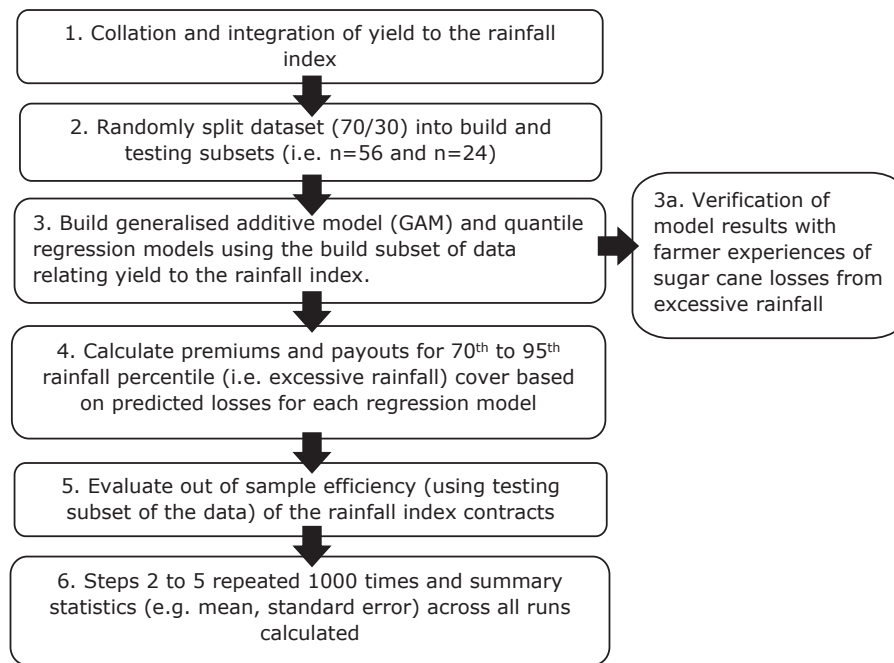 1. Collation and integration of yield to the rainfall
index
2. Randomly split dataset (70/30) into build and
testing subsets (i.e. n=56 and n=24)
3. Build generalised additive model (GAM) and quantile
regression models using the build subset of data
relating yield to the rainfall index.
3a. Verification of
model results with
farmer experiences of
sugar cane losses from
excessive rainfall
4. Calculate premiums and payouts for 70th to 95th
rainfall percentile (i.e. excessive rainfall) cover based
on predicted losses for each regression model
5. Evaluate out of sample efficiency (using testing
subset of the data) of the rainfall index contracts
6. Steps 2 to 5 repeated 1000 times and summary
statistics (e.g. mean, standard error) across all runs
calculated